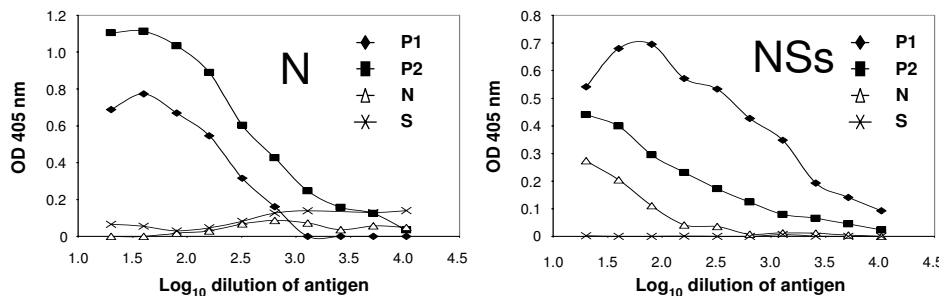 N
P1
P2
N
S
OD 405 nm
1.2
1.0
0.8
0.6
0.4
0.2
0
1.0 1.5 2.0 2.5 3.0 3.5 4.0 4.5
Log10 dilution of antigen
NSs
P1
P2
N
S
OD 405 nm
0.8
0.7
0.6
0.5
0.4
0.3
0.2
0.1
0
1.0 1.5 2.0 2.5 3.0 3.5 4.0 4.5
Log10 dilution of antigen